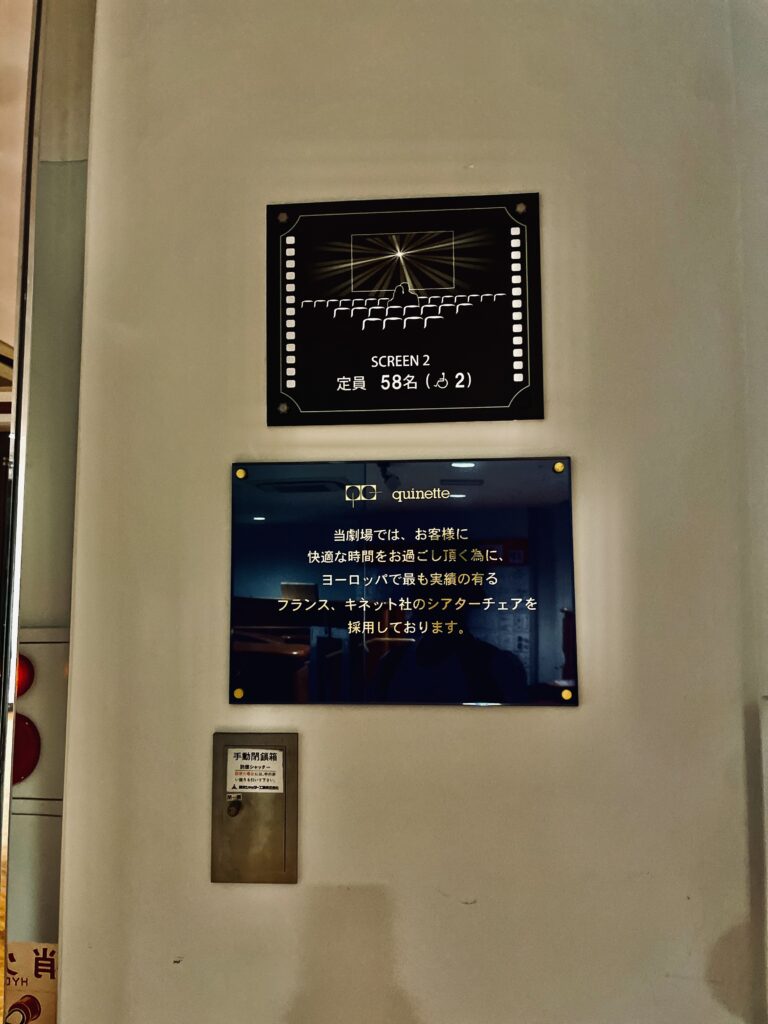 SCREEN 2
定員 58名 (♿2)
quinette
当劇場では、お客様に
快適な時間をお過ごし頂く為に、
ヨーロッパで最も実績の有る
フランス、キネット社のシアターチェアを
採用しております。
手動閉鎖箱
防煙シャッター
消火
HYD